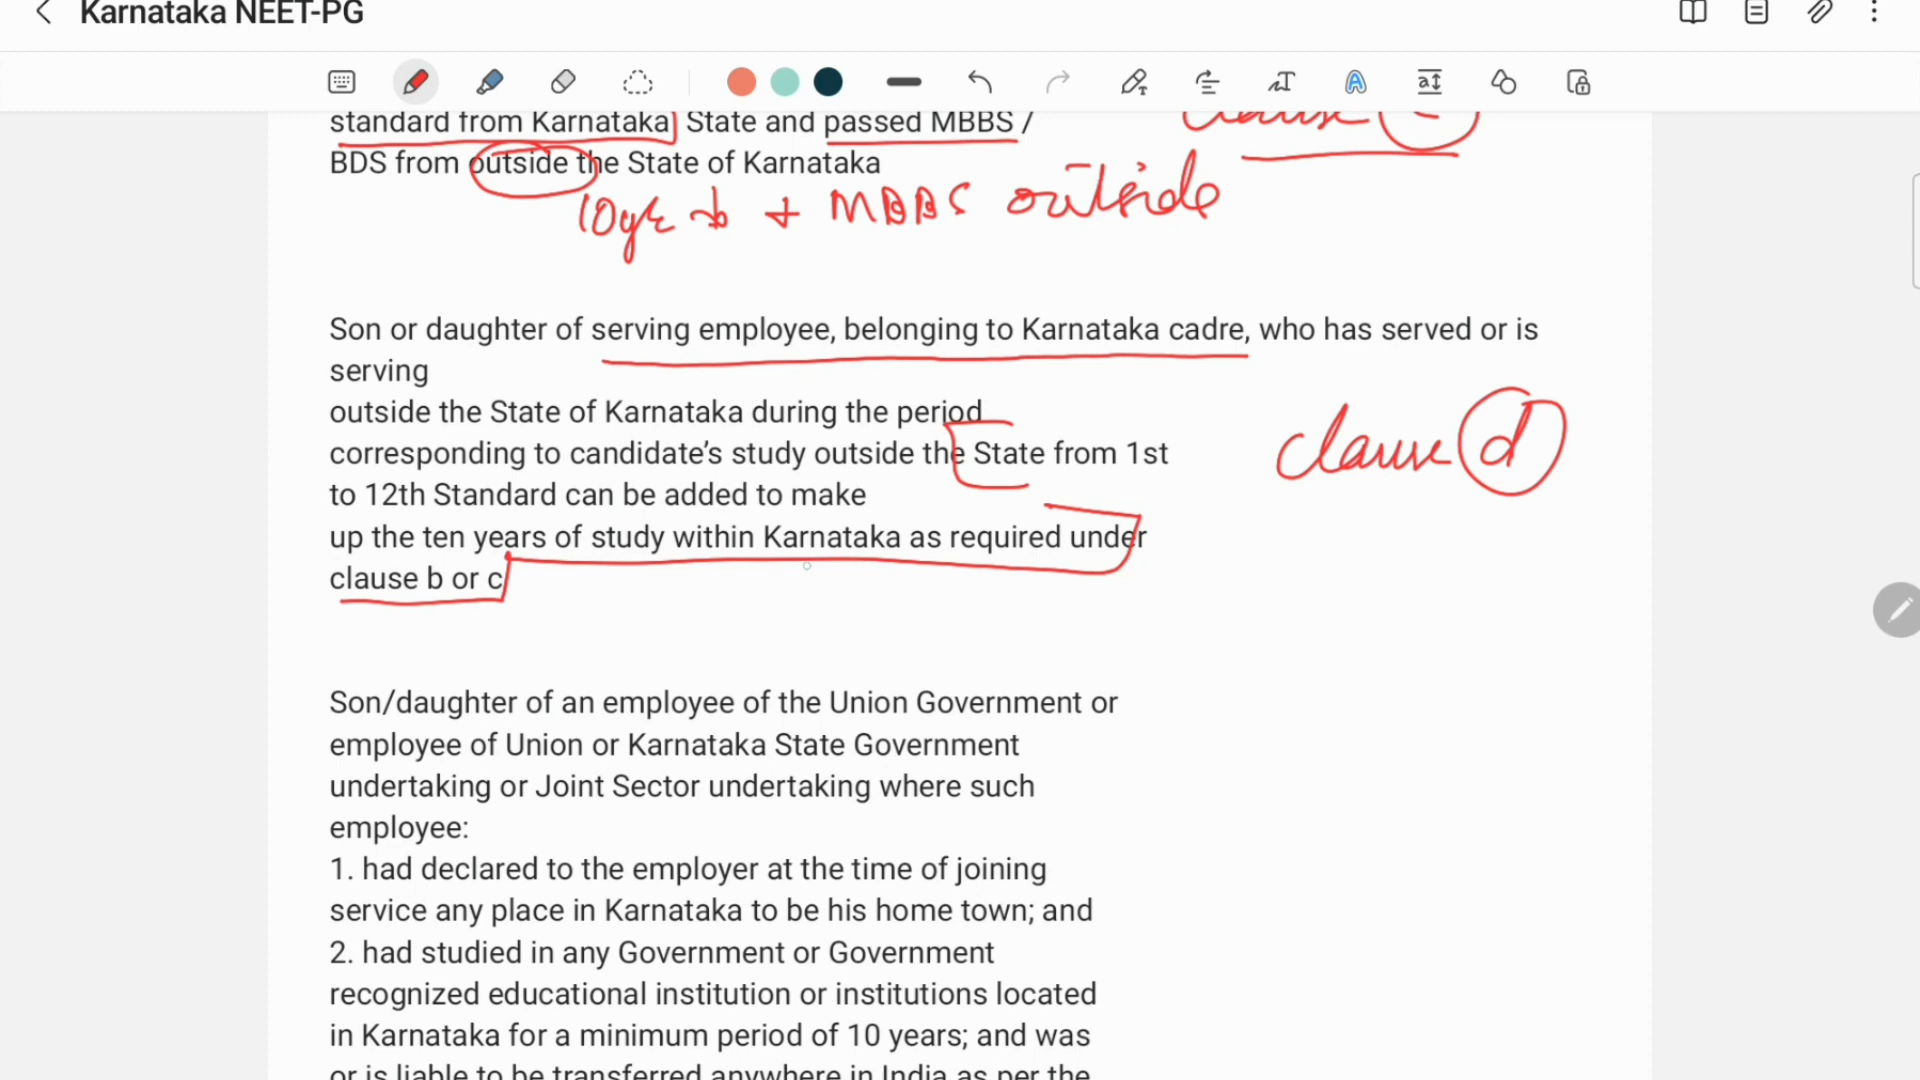 Karnataka NEET-PG
standard from Karnataka State and passed MBBS /
BDS from outside the State of Karnataka
clause
10yr + MBBS outside
Son or daughter of serving employee, belonging to Karnataka cadre, who has served or is
serving
outside the State of Karnataka during the period
corresponding to candidate’s study outside the State from 1st
to 12th Standard can be added to make
up the ten years of study within Karnataka as required under
clause b or c
clause d
Son/daughter of an employee of the Union Government or
employee of Union or Karnataka State Government
undertaking or Joint Sector undertaking where such
employee:
1. had declared to the employer at the time of joining
service any place in Karnataka to be his home town; and
2. had studied in any Government or Government
recognized educational institution or institutions located
in Karnataka for a minimum period of 10 years; and was
or is liable to be transferred anywhere in India as per the